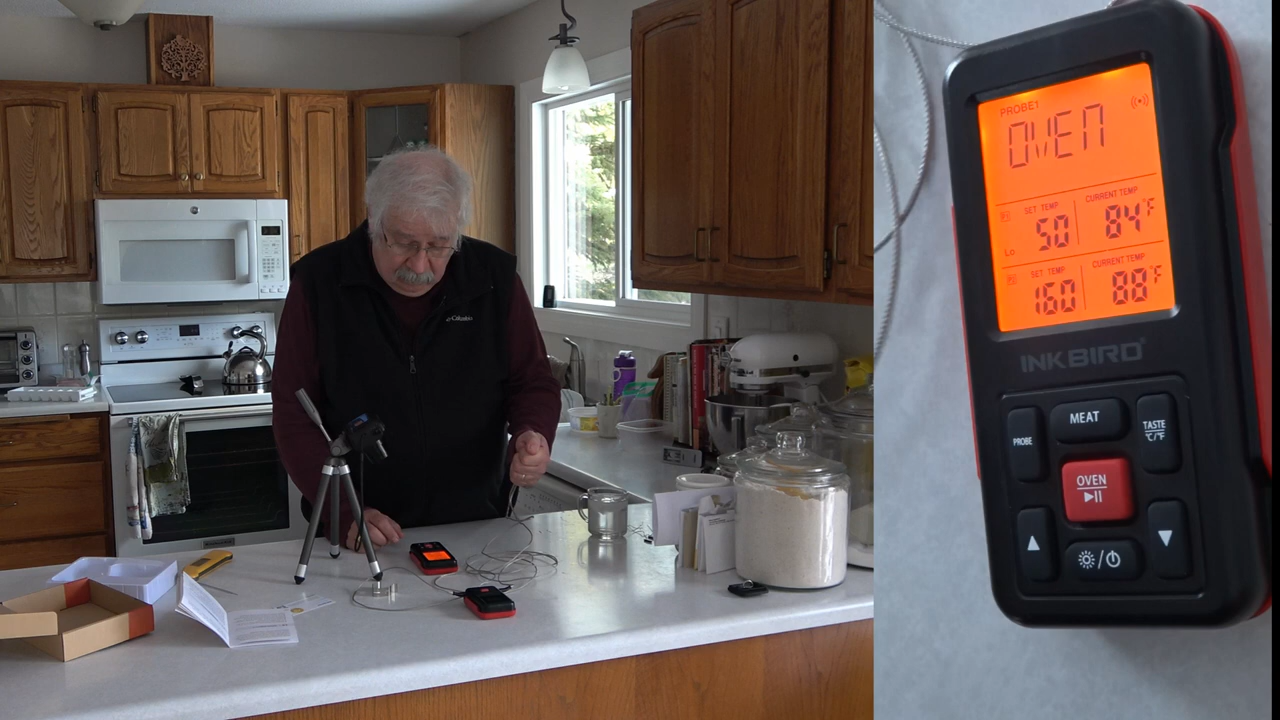 Columbia
PROBE1
OVEN
SET TEMP
CURRENT TEMP
Lo
50
84°F
SET TEMP
CURRENT TEMP
160
88°F
INKBIRD
PROBE
MEAT
TASTE
°C/°F
OVEN